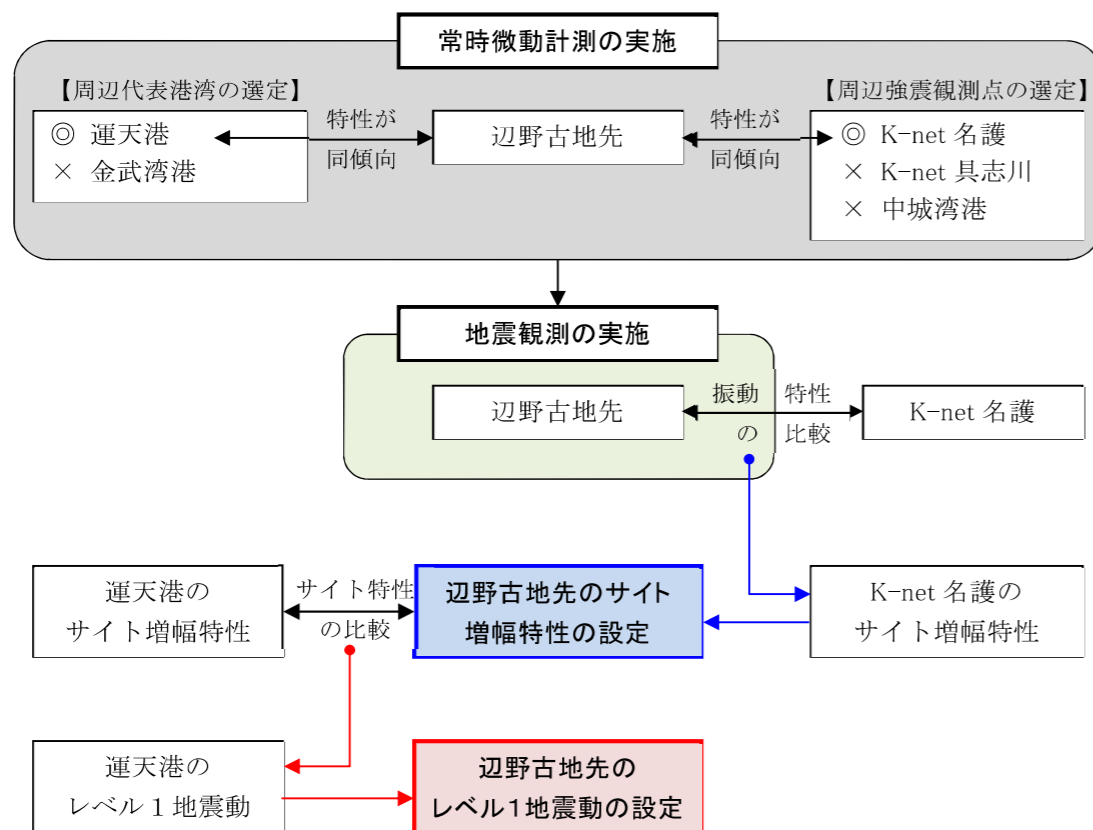 常時微動計測の実施
【周辺代表港湾の選定】
◎ 運天港
× 金武湾港
特性が
同傾向
辺野古地先
特性が
同傾向
【周辺強震観測点の選定】
◎ K-net 名護
× K-net 具志川
× 中城湾港
地震観測の実施
辺野古地先
振動 特性
の 比較
K-net 名護
運天港の
サイト増幅特性
サイト特性
の比較
辺野古地先のサイト
増幅特性の設定
K-net 名護の
サイト増幅特性
運天港の
レベル1地震動
辺野古地先の
レベル1地震動の設定